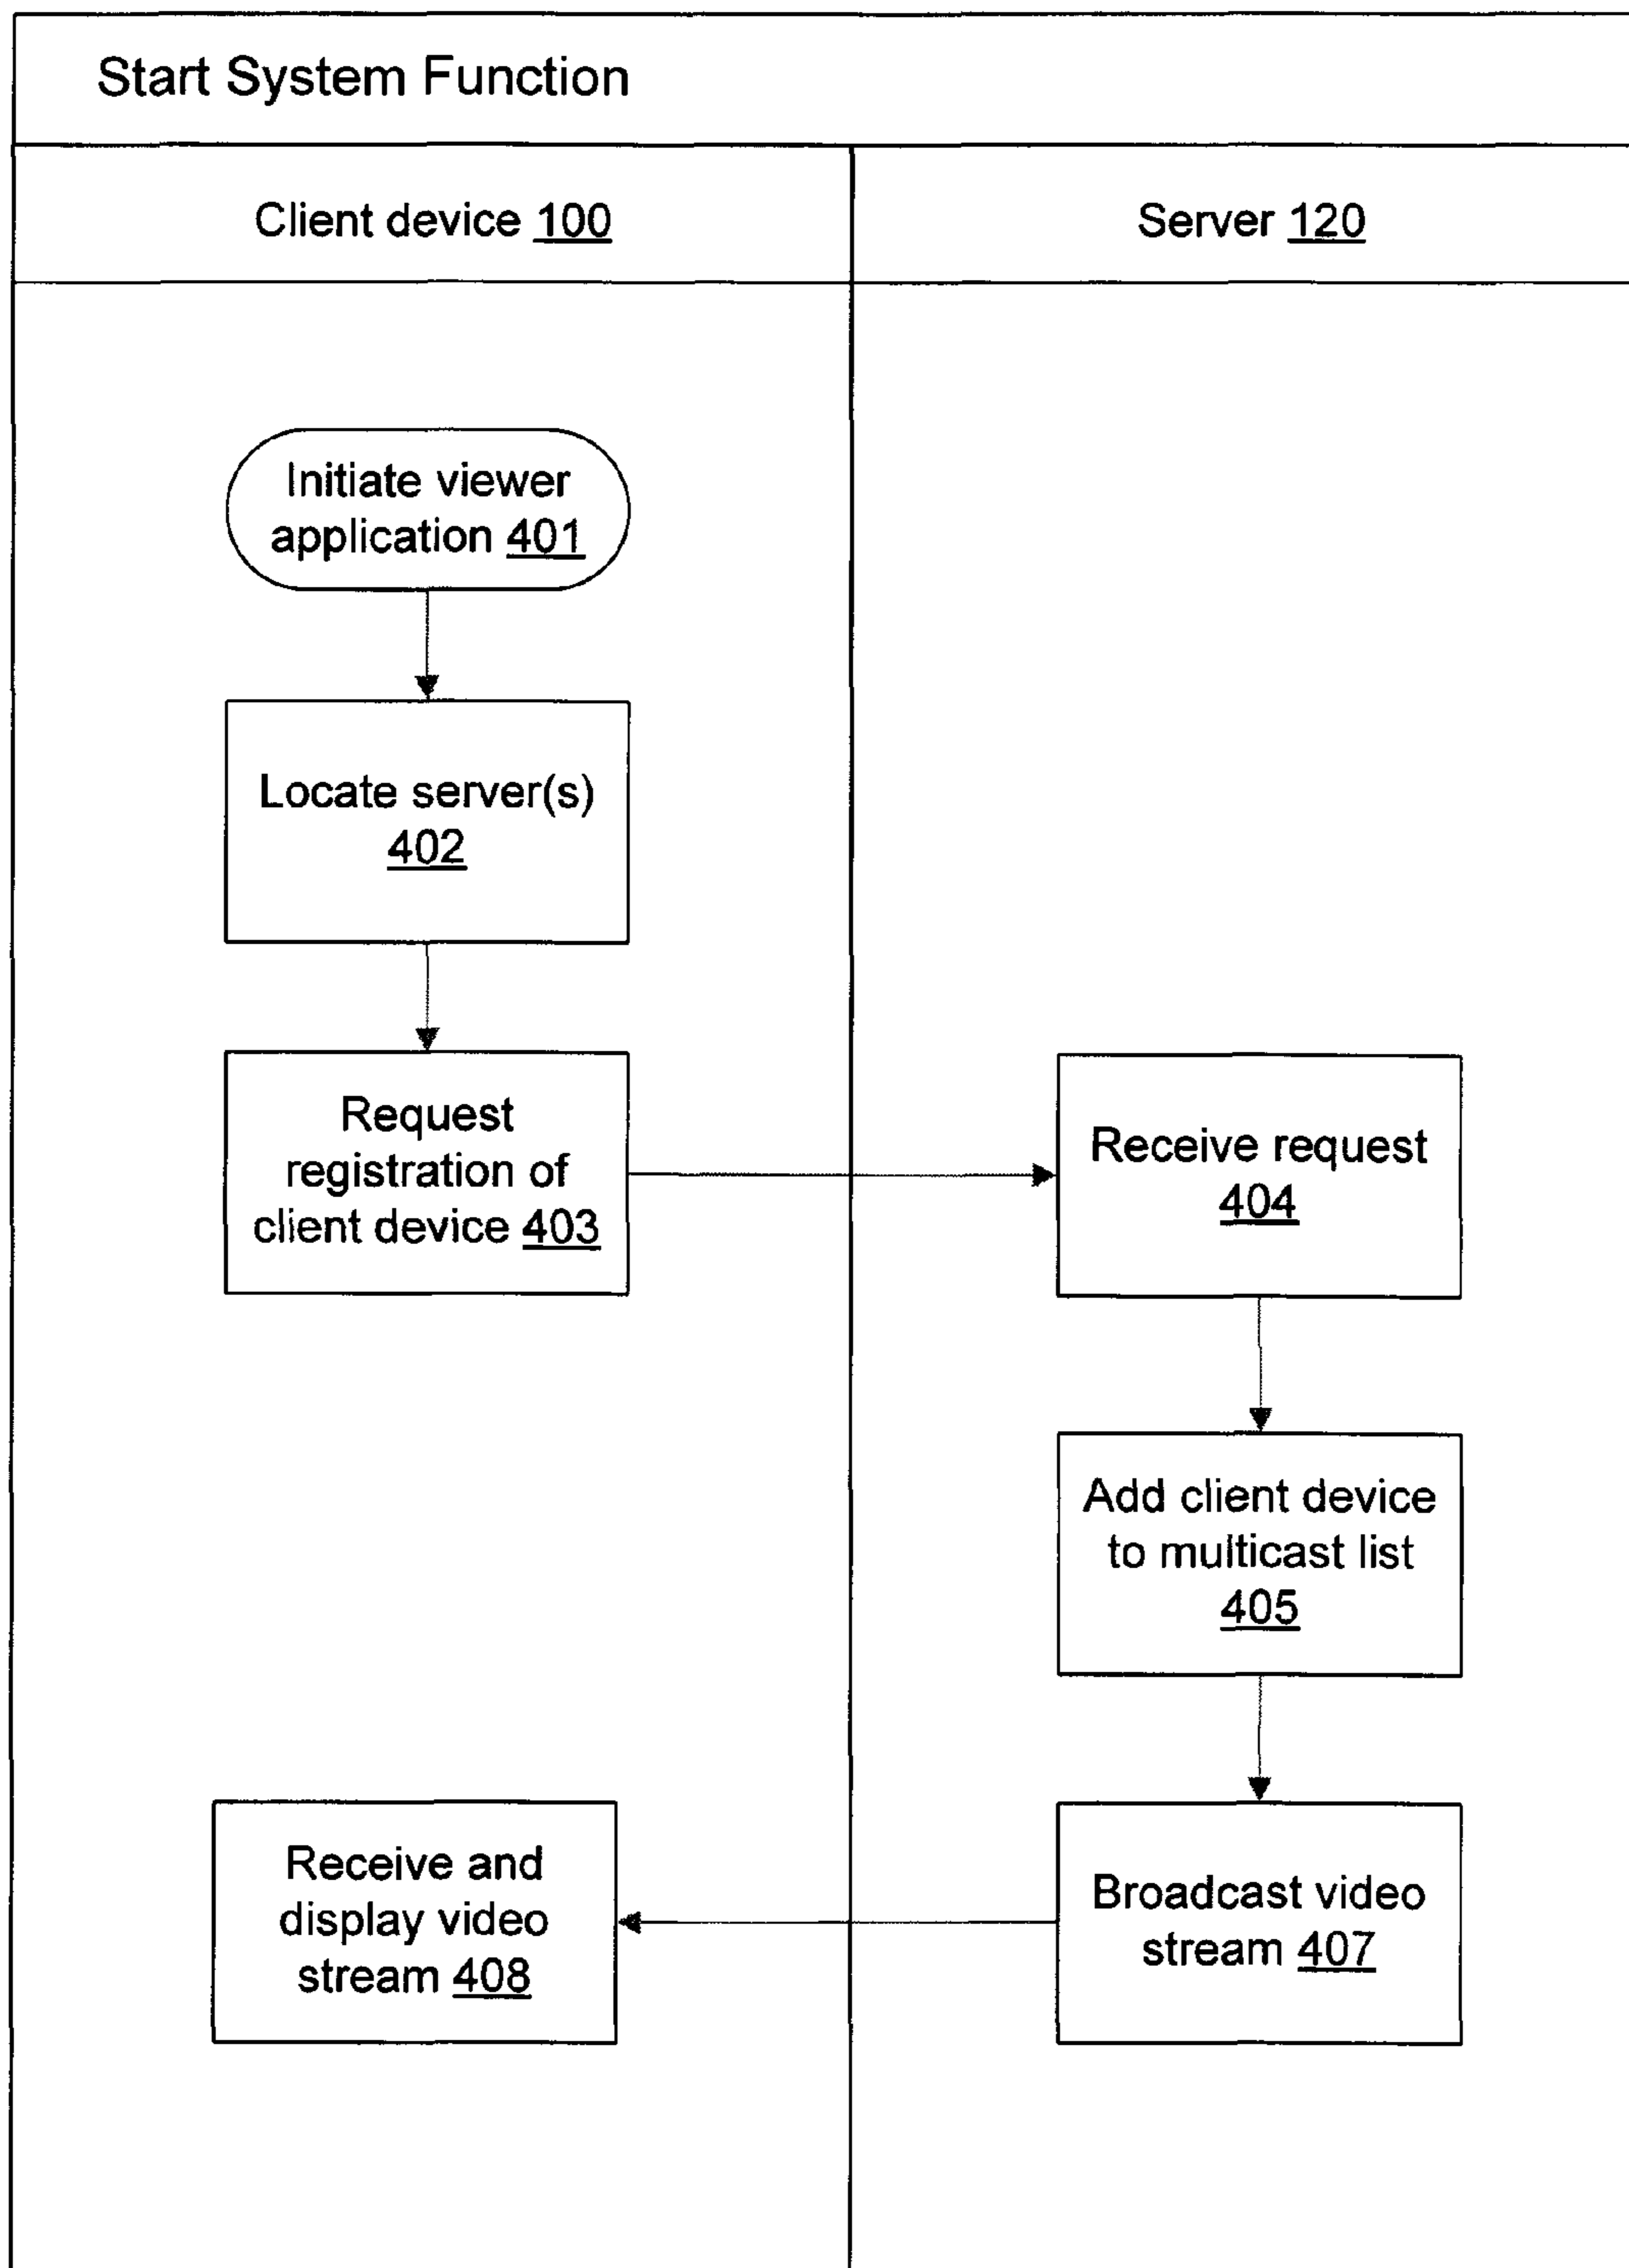 Start System Function
Client device 100
Server 120
Initiate viewer
application 401
Locate server(s)
402
Request
registration of
client device 403
Receive request
404
Add client device
to multicast list
405
Broadcast video
stream 407
Receive and
display video
stream 408